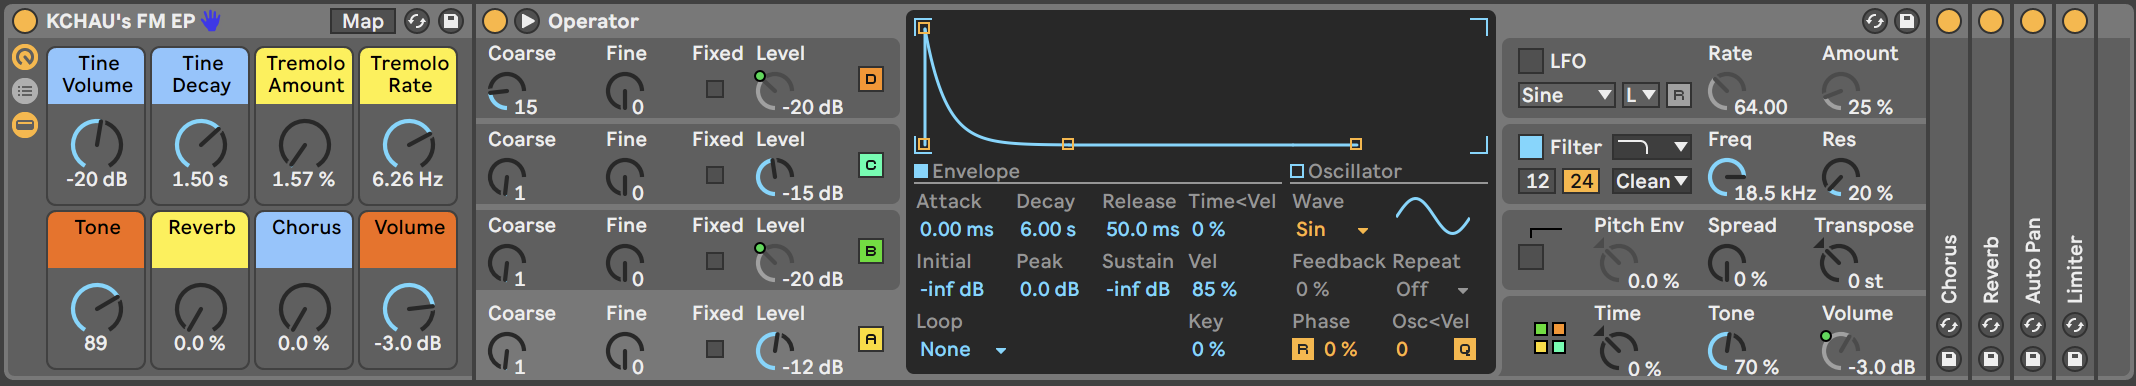 KCHAU's FM EP
Map
Tine Volume
Tine Decay
Tremolo Amount
Tremolo Rate
-20 dB
1.50 s
1.57 %
6.26 Hz
Tone
Reverb
Chorus
Volume
89
0.0 %
0.0 %
-3.0 dB
Operator
Coarse Fine Fixed Level
15 0 -20 dB D
Coarse Fine Fixed Level
1 0 -15 dB C
Coarse Fine Fixed Level
1 0 -20 dB B
Coarse Fine Fixed Level
1 0 -12 dB A
Envelope
Oscillator
Attack Decay Release Time<Vel Wave
0.00 ms 6.00 s 50.0 ms 0 % Sin
Initial Peak Sustain Vel Feedback Repeat
-inf dB 0.0 dB -inf dB 85 % 0 % Off
Loop Key Phase Osc<Vel
None 0 % R 0 % 0 Q
LFO Rate Amount
Sine L R 64.00 25 %
Filter Freq Res
12 24 Clean 18.5 kHz 20 %
Pitch Env Spread Transpose
0.0 % 0 % 0 st
Time Tone Volume
0 % 70 % -3.0 dB
Chorus
Reverb
Auto Pan
Limiter